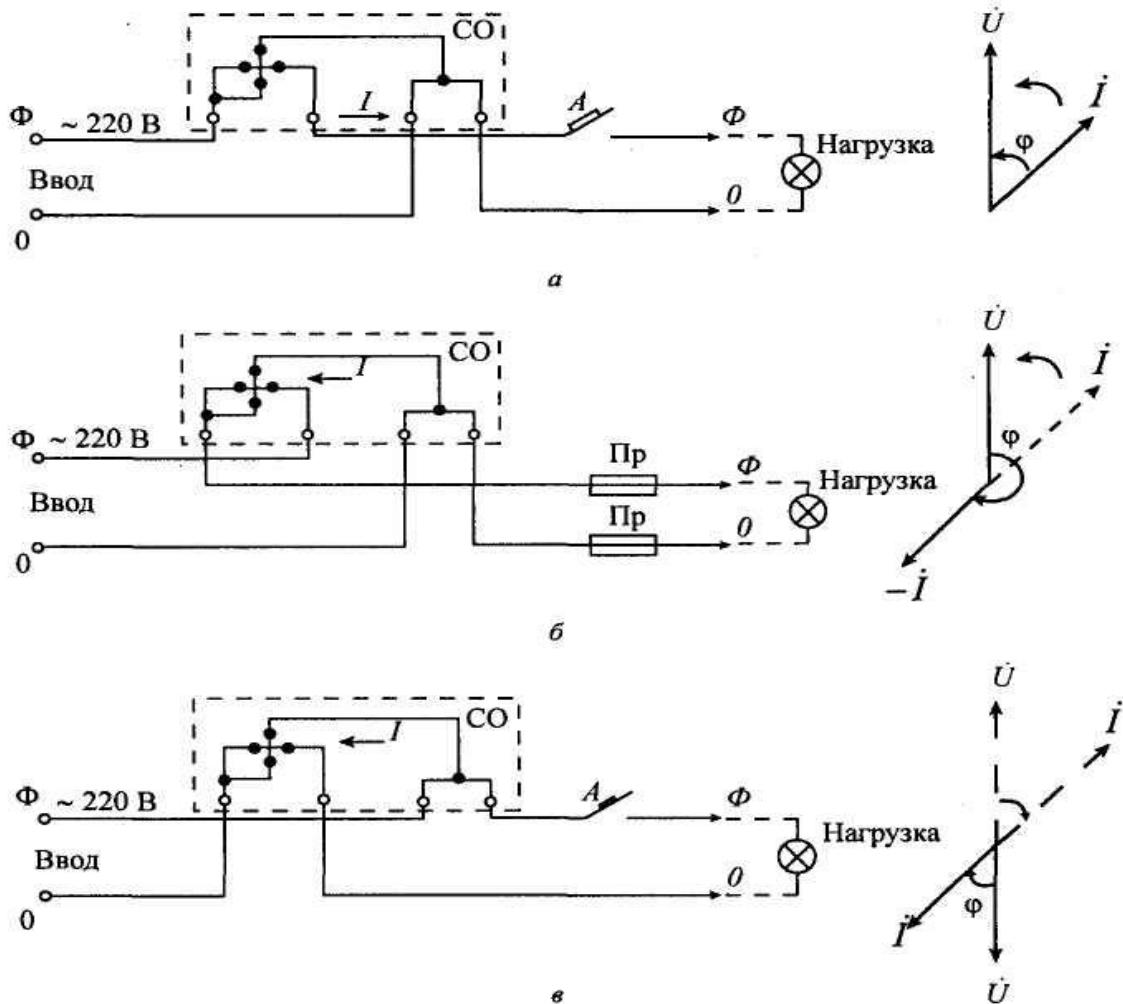 СО
U̇
İ
φ
Ф ~ 220 В
I
A
Ф
Нагрузка
Ввод
0
0
а
СО
U̇
İ
φ
Ф ~ 220 В
I
Пр
Ф
Нагрузка
Ввод
Пр
0
0
−İ
б
СО
U̇
İ
Ф ~ 220 В
I
A
Ф
Нагрузка
Ввод
0
0
φ
İ
U̇
в